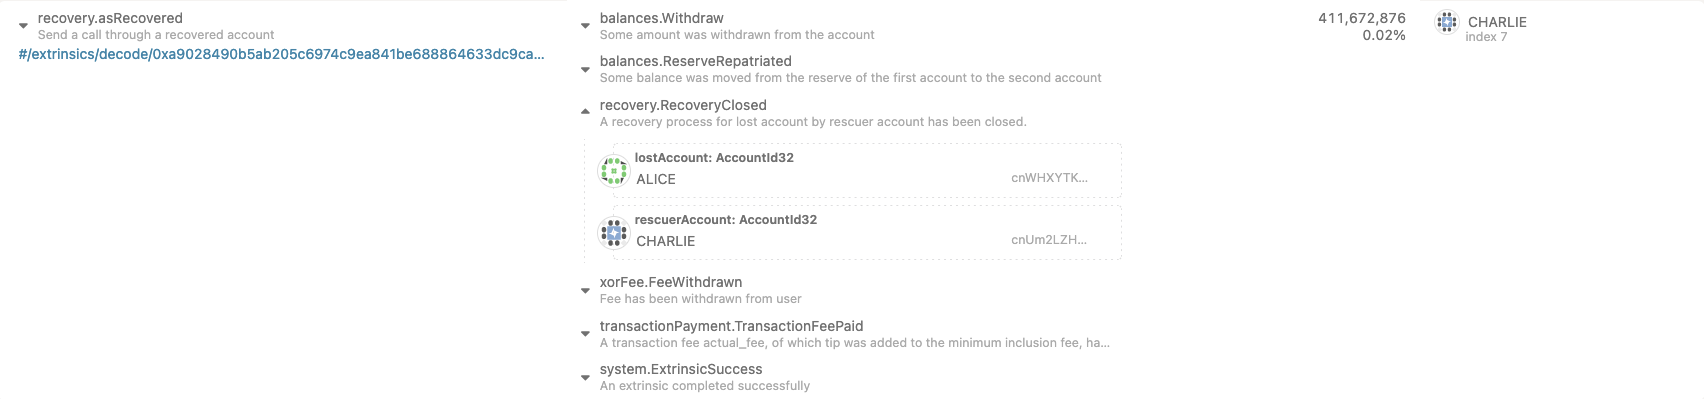 recovery.asRecovered
Send a call through a recovered account
#/extrinsics/decode/0xa9028490b5ab205c6974c9ea841be688864633dc9ca...
balances.Withdraw
Some amount was withdrawn from the account
balances.ReserveRepatriated
Some balance was moved from the reserve of the first account to the second account
recovery.RecoveryClosed
A recovery process for lost account by rescuer account has been closed.
lostAccount: AccountId32
ALICE cnWHXYTK...
rescuerAccount: AccountId32
CHARLIE cnUm2LZH...
xorFee.FeeWithdrawn
Fee has been withdrawn from user
transactionPayment.TransactionFeePaid
A transaction fee actual_fee, of which tip was added to the minimum inclusion fee, ha...
system.ExtrinsicSuccess
An extrinsic completed successfully
411,672,876
0.02%
CHARLIE
index 7